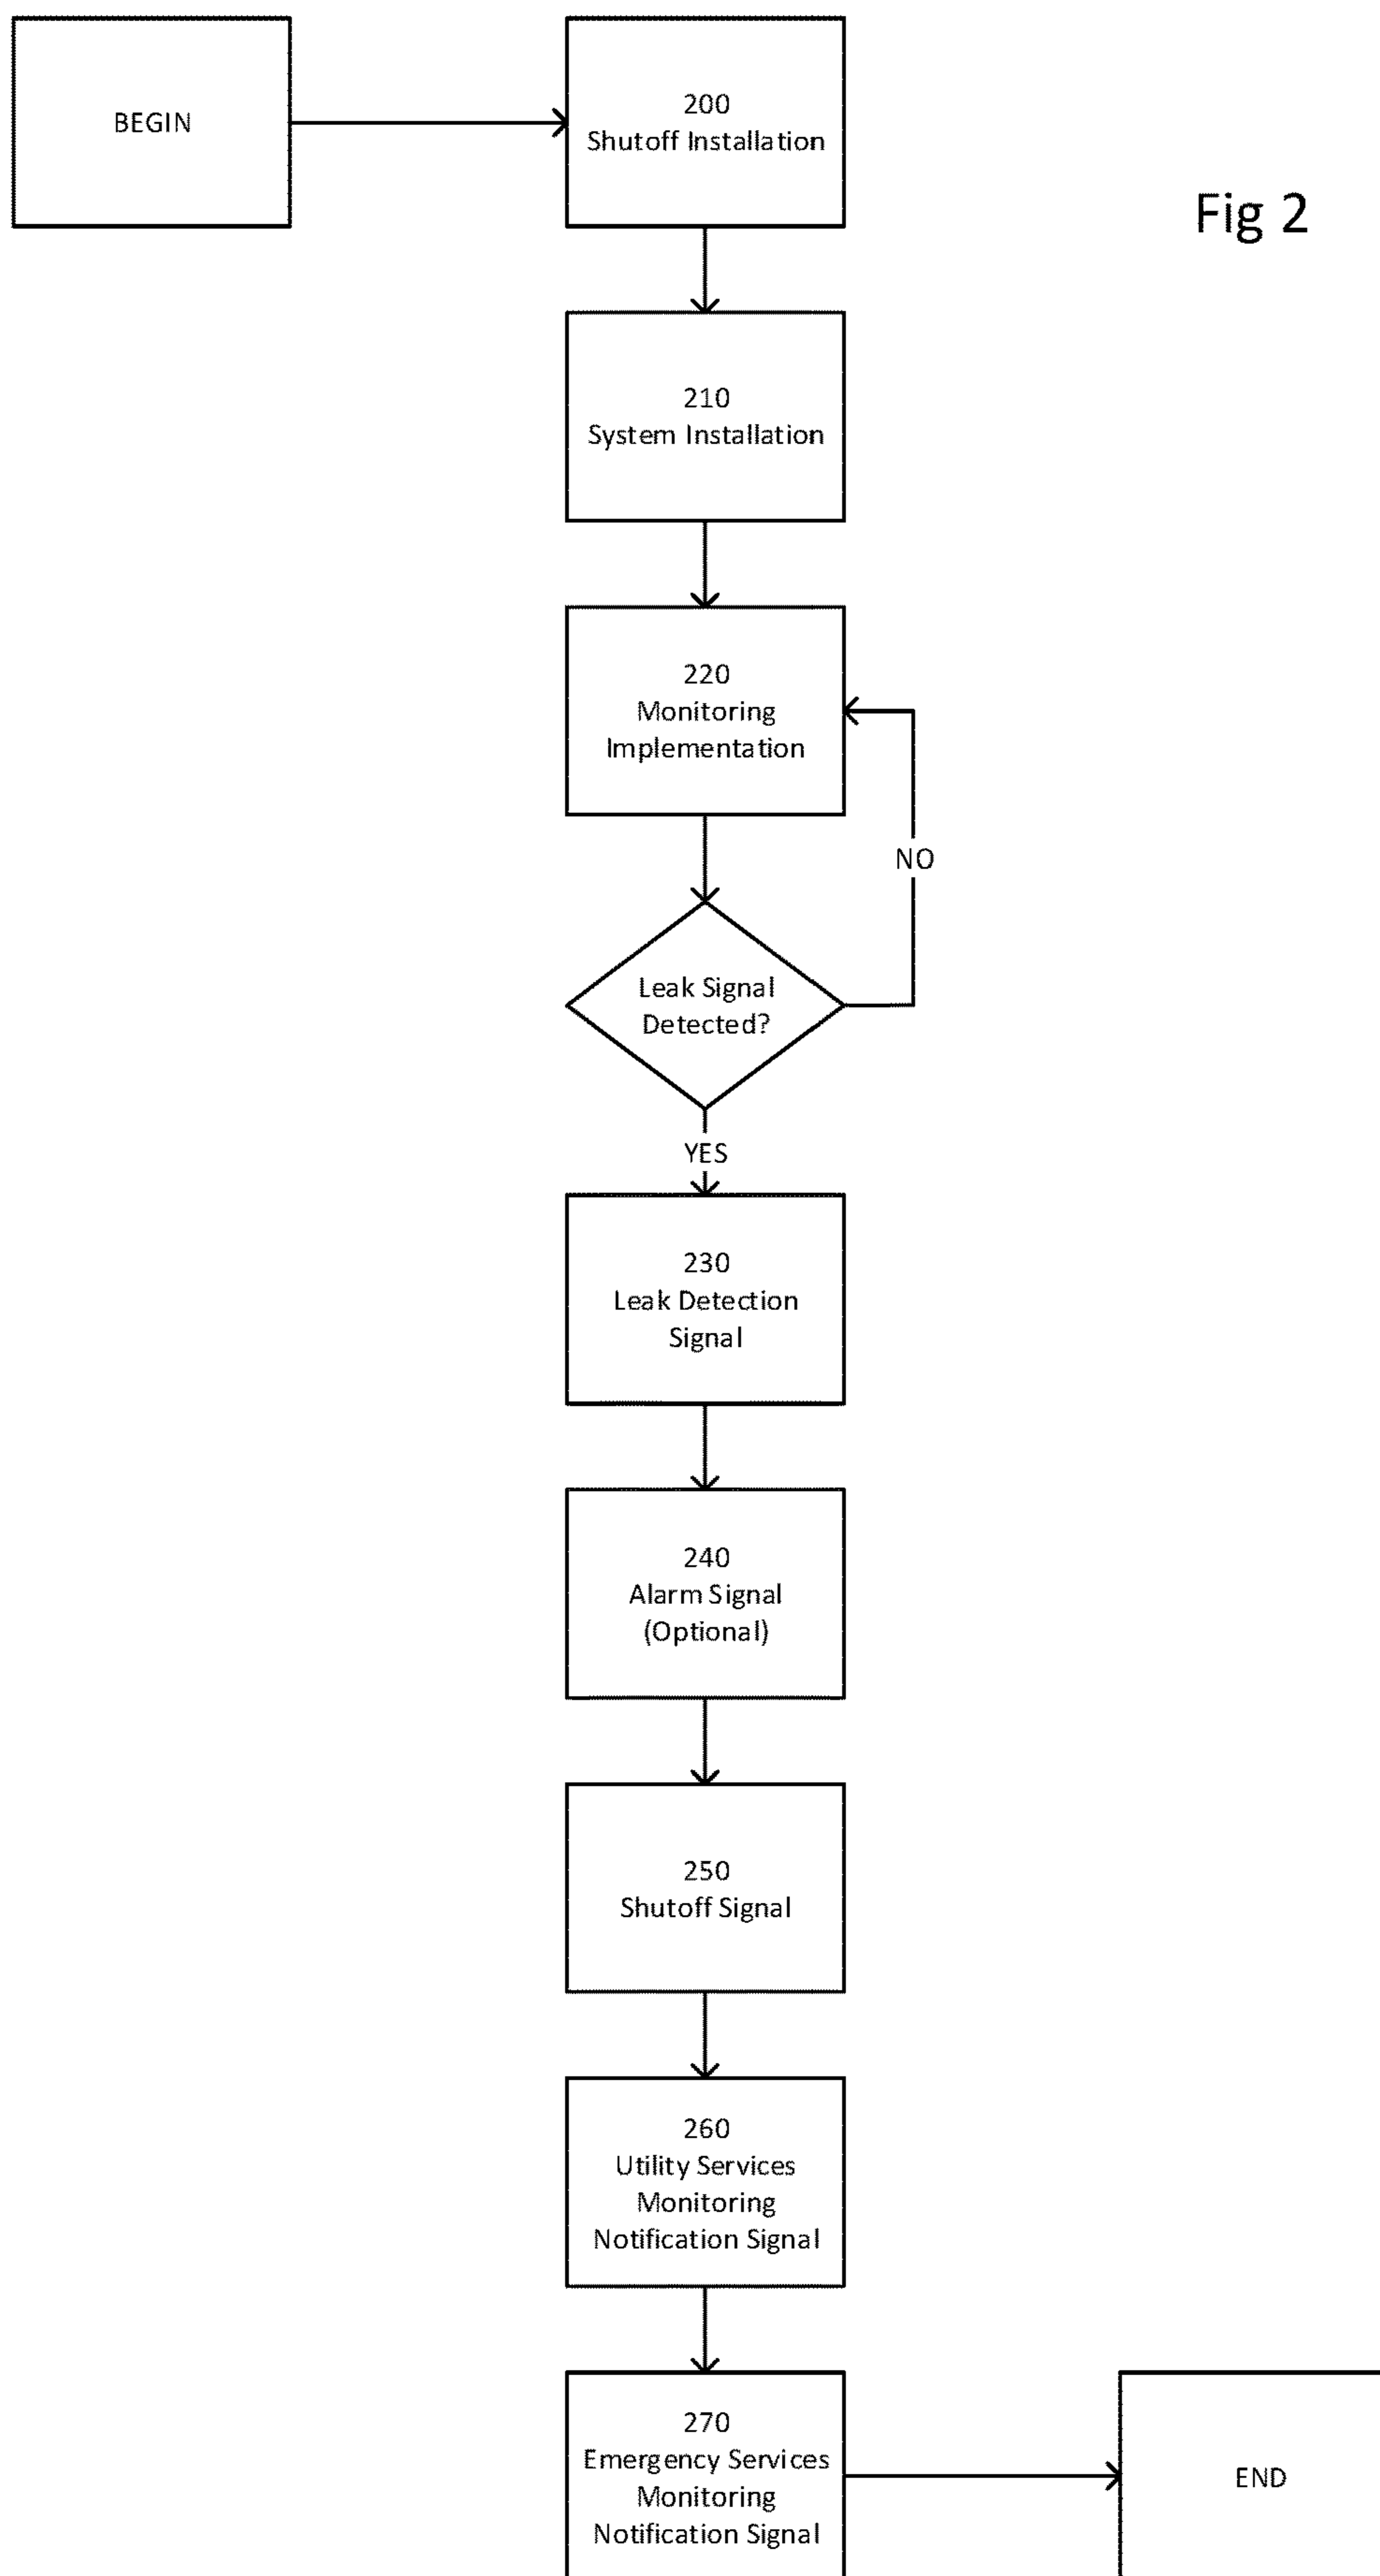 BEGIN
200
Shutoff Installation
Fig 2
210
System Installation
220
Monitoring
Implementation
NO
Leak Signal
Detected?
YES
230
Leak Detection
Signal
240
Alarm Signal
(Optional)
250
Shutoff Signal
260
Utility Services
Monitoring
Notification Signal
270
Emergency Services
Monitoring
Notification Signal
END